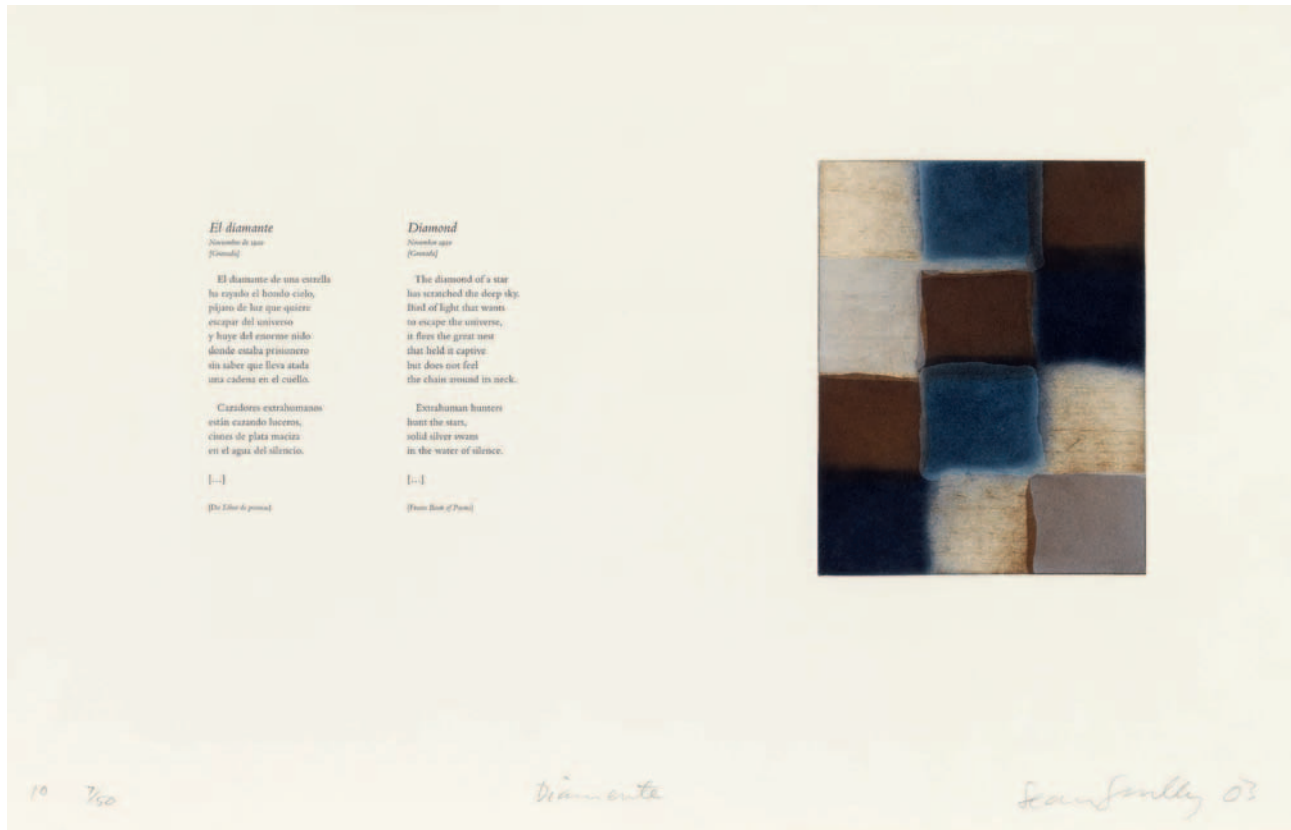 El diamante
Noviembre de 1920
[Granada]
El diamante de una estrella
ha rayado el hondo cielo,
pájaro de luz que quiere
escapar del universo
y huye del enorme nido
donde estaba prisionero
sin saber que lleva atada
una cadena en el cuello.
Cazadores extrahumanos
están cazando luceros,
cisnes de plata maciza
en el agua del silencio.
[...]
[De Libro de poemas]
Diamond
November 1920
[Granada]
The diamond of a star
has scratched the deep sky.
Bird of light that wants
to escape the universe,
it flees the great nest
that held it captive
but does not feel
the chain around its neck.
Extrahuman hunters
hunt the stars,
solid silver swans
in the water of silence.
[...]
[From Book of Poems]
10 7/50
Diamante
Sean Scully 03